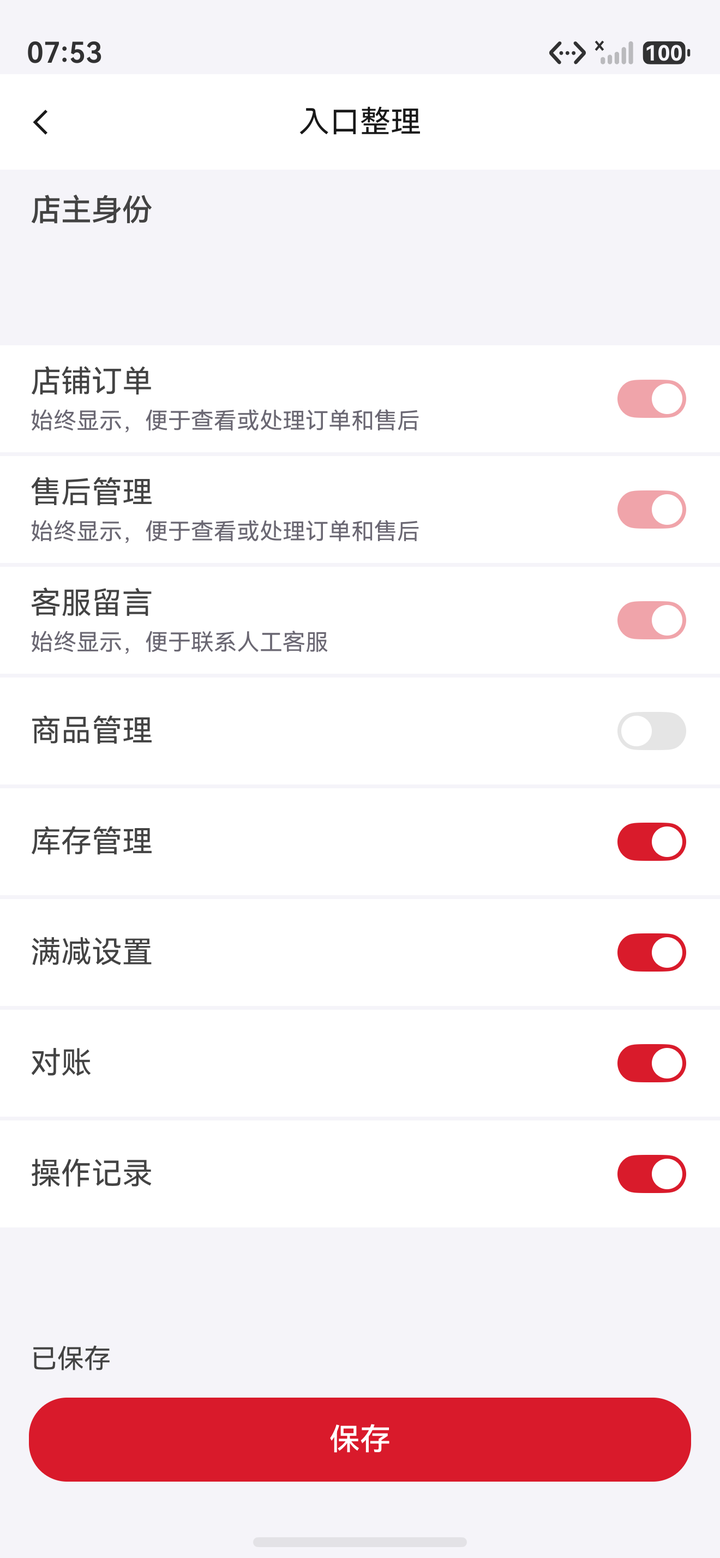 07:53
100
入口整理
店主身份
店铺订单
始终显示，便于查看或处理订单和售后
售后管理
始终显示，便于查看或处理订单和售后
客服留言
始终显示，便于联系人工客服
商品管理
库存管理
满减设置
对账
操作记录
已保存
保存